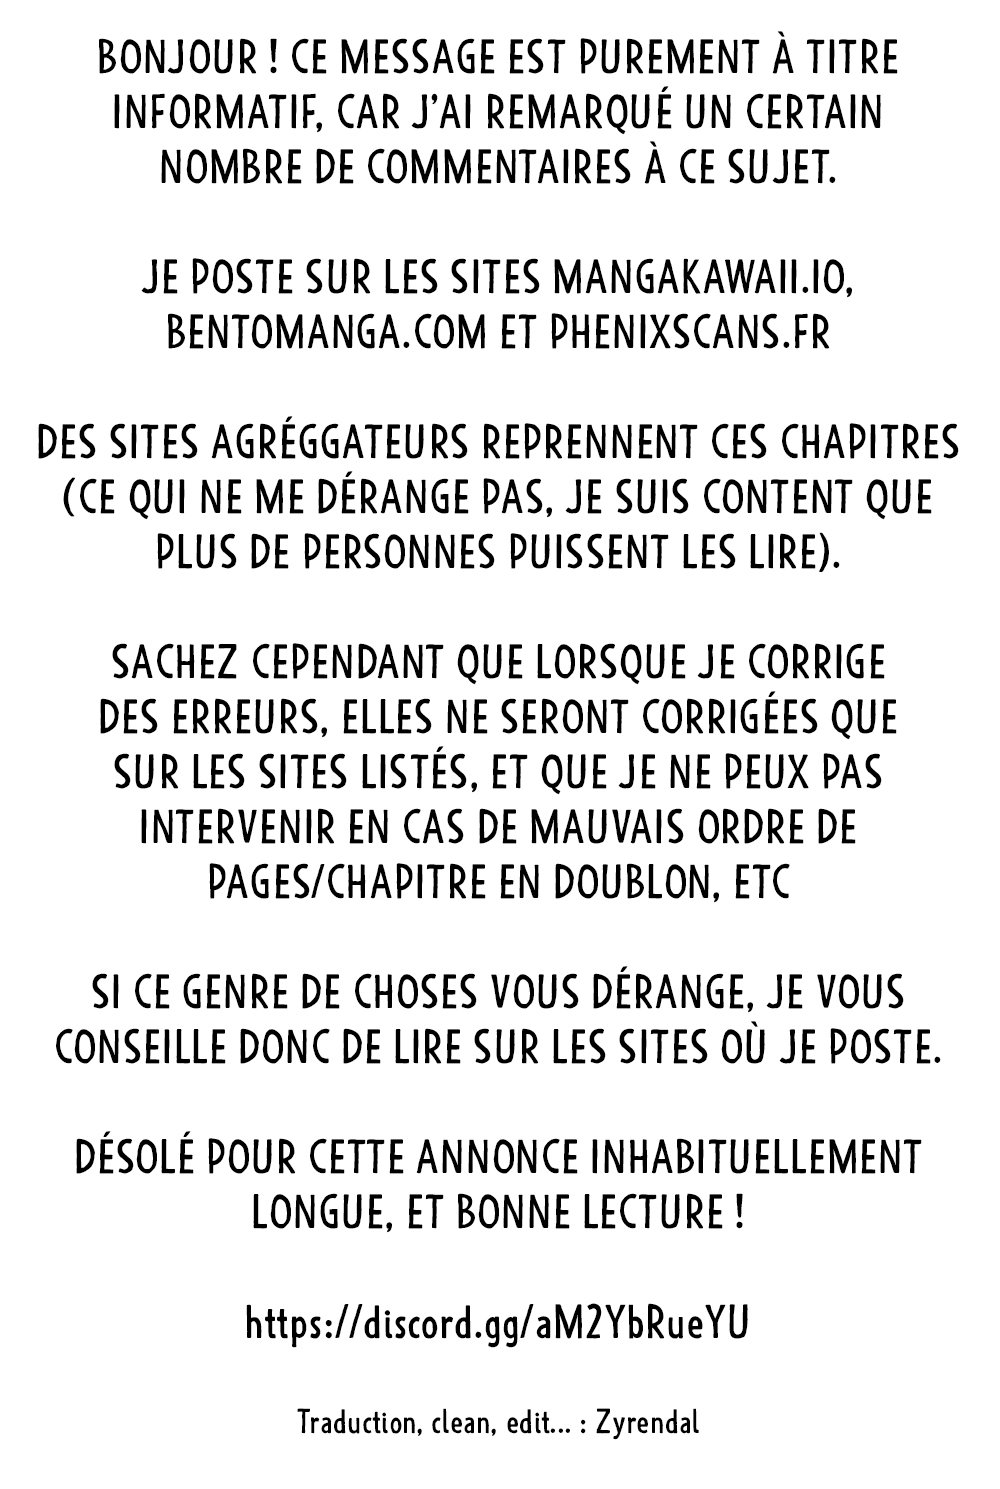 BONJOUR ! CE MESSAGE EST PUREMENT À TITRE
INFORMATIF, CAR J'AI REMARQUÉ UN CERTAIN
NOMBRE DE COMMENTAIRES À CE SUJET.
JE POSTE SUR LES SITES MANGAKAWAII.IO,
BENTOMANGA.COM ET PHENIXSCANS.FR
DES SITES AGRÉGGATEURS REPRENNENT CES CHAPITRES
(CE QUI NE ME DÉRANGE PAS, JE SUIS CONTENT QUE
PLUS DE PERSONNES PUISSENT LES LIRE).
SACHEZ CEPENDANT QUE LORSQUE JE CORRIGE
DES ERREURS, ELLES NE SERONT CORRIGÉES QUE
SUR LES SITES LISTÉS, ET QUE JE NE PEUX PAS
INTERVENIR EN CAS DE MAUVAIS ORDRE DE
PAGES/CHAPITRE EN DOUBLON, ETC
SI CE GENRE DE CHOSES VOUS DÉRANGE, JE VOUS
CONSEILLE DONC DE LIRE SUR LES SITES OÙ JE POSTE.
DÉSOLÉ POUR CETTE ANNONCE INHABITUELLEMENT
LONGUE, ET BONNE LECTURE !
https://discord.gg/aM2YbRueYU
Traduction, clean, edit... : Zyrendal